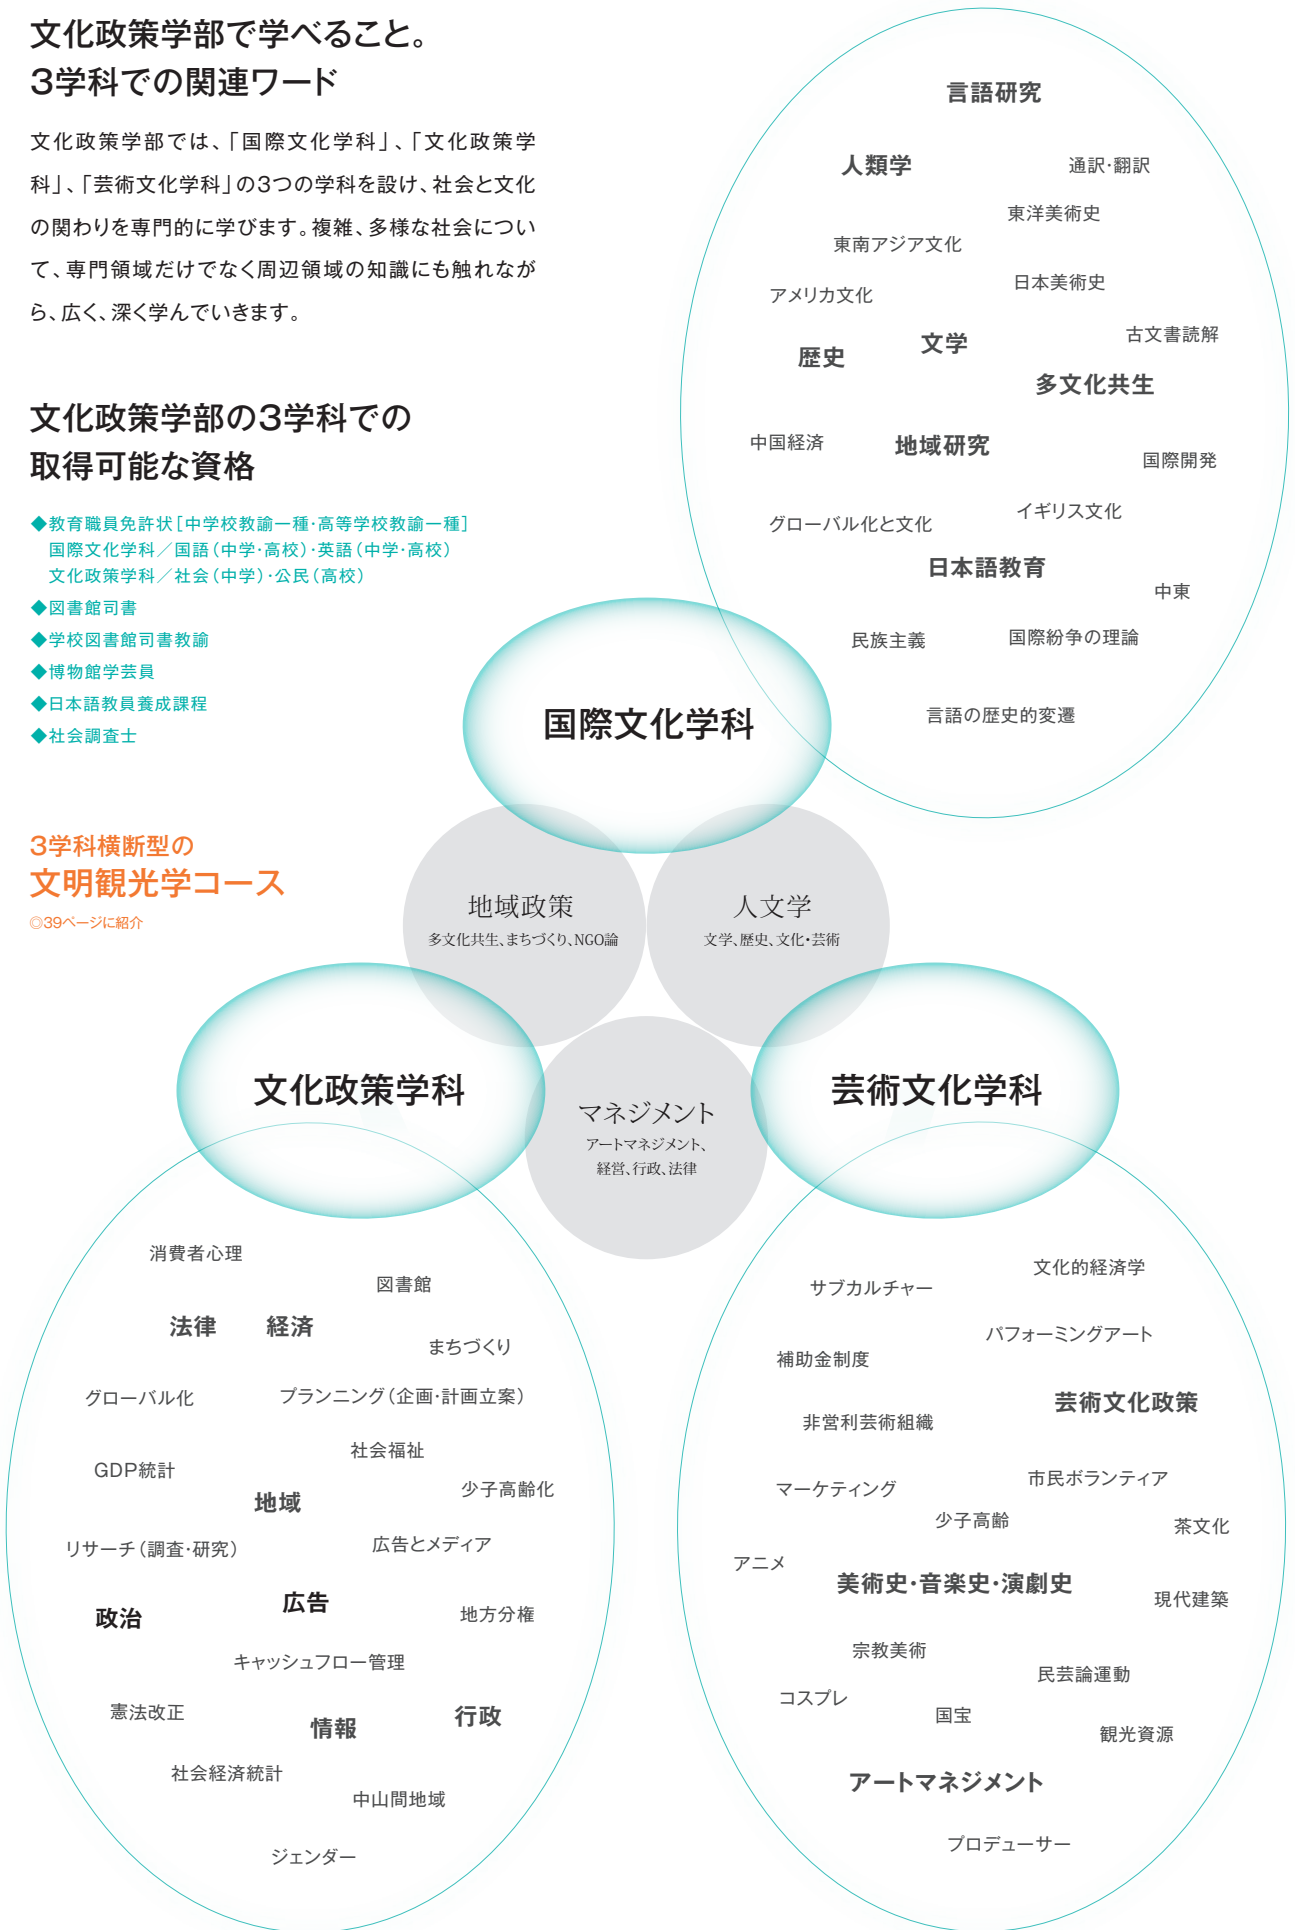 文化政策学部で学べること。
3学科での関連ワード
文化政策学部では、「国際文化学科」、「文化政策学
科」、「芸術文化学科」の3つの学科を設け、社会と文化
の関わりを専門的に学びます。複雑、多様な社会につい
て、専門領域だけでなく周辺領域の知識にも触れなが
ら、広く、深く学んでいきます。
文化政策学部の3学科での
取得可能な資格
◆教育職員免許状［中学校教諭一種・高等学校教諭一種］
国際文化学科／国語（中学・高校）・英語（中学・高校）
文化政策学科／社会（中学）・公民（高校）
◆図書館司書
◆学校図書館司書教諭
◆博物館学芸員
◆日本語教員養成課程
◆社会調査士
3学科横断型の
文明観光学コース
◎39ページに紹介
言語研究
人類学
通訳・翻訳
東洋美術史
東南アジア文化
日本美術史
アメリカ文化
古文書読解
文学
歴史
多文化共生
中国経済
地域研究
国際開発
イギリス文化
グローバル化と文化
日本語教育
中東
民族主義
国際紛争の理論
言語の歴史的変遷
国際文化学科
地域政策
多文化共生、まちづくり、NGO論
人文学
文学、歴史、文化・芸術
文化政策学科
芸術文化学科
マネジメント
アートマネジメント、
経営、行政、法律
消費者心理
図書館
法律
経済
まちづくり
グローバル化
プランニング（企画・計画立案）
社会福祉
GDP統計
少子高齢化
地域
リサーチ（調査・研究）
広告とメディア
政治
広告
地方分権
キャッシュフロー管理
憲法改正
情報
行政
社会経済統計
中山間地域
ジェンダー
文化的経済学
サブカルチャー
パフォーミングアート
補助金制度
芸術文化政策
非営利芸術組織
マーケティング
市民ボランティア
少子高齢
茶文化
アニメ
美術史・音楽史・演劇史
現代建築
宗教美術
民芸論運動
コスプレ
国宝
観光資源
アートマネジメント
プロデューサー